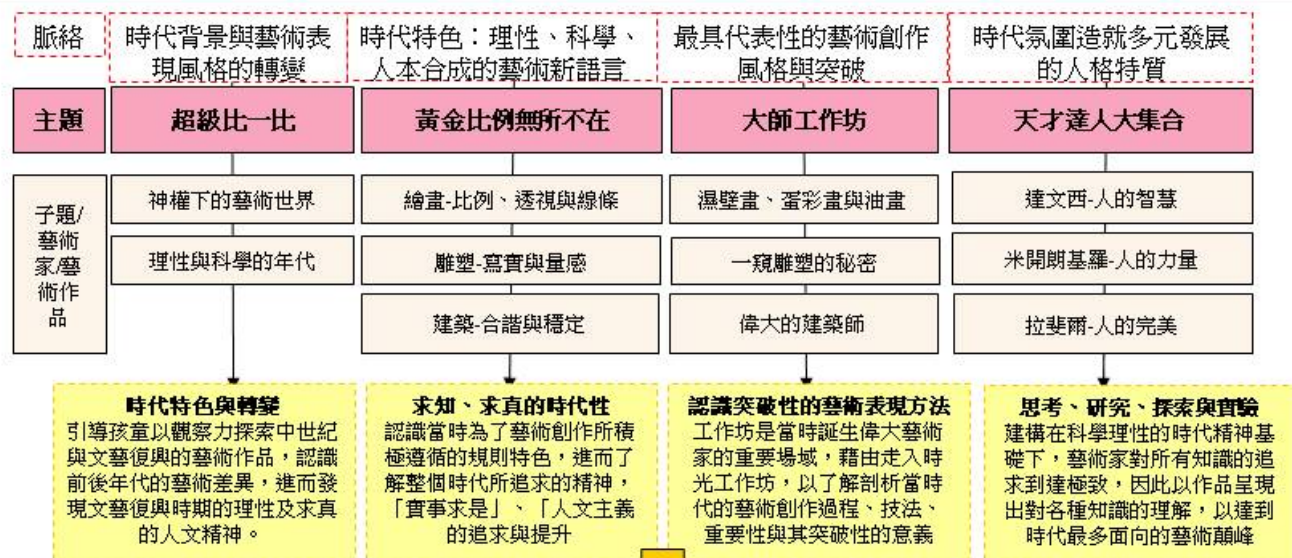 脈絡
時代背景與藝術表
現風格的轉變
時代特色：理性、科學、
人本合成的藝術新語言
最具代表性的藝術創作
風格與突破
時代氛圍造就多元發展
的人格特質
主題
超級比一比
黃金比例無所不在
大師工作坊
天才達人大集合
子題/
藝術
家/藝
術作
品
神權下的藝術世界
理性與科學的年代
繪畫-比例、透視與線條
雕塑-寫實與量感
建築-合諧與穩定
濕壁畫、蛋彩畫與油畫
一窺雕塑的秘密
偉大的建築師
達文西-人的智慧
米開朗基羅-人的力量
拉斐爾-人的完美
時代特色與轉變
引導孩童以觀察力探索中世紀
與文藝復興的藝術作品，認識
前後年代的藝術差異，進而發
現文藝復興時期的理性及求真
的人文精神。
求知、求真的時代性
認識當時為了藝術創作所積
極遵循的規則特色，進而了
解整個時代所追求的精神，
「實事求是」、「人文主義
的追求與提升
認識突破性的藝術表現方法
工作坊是當時誕生偉大藝術
家的重要場域，藉由走入時
光工作坊，以了解剖析當時
代的藝術創作過程、技法、
重要性與其突破性的意義
思考、研究、探索與實驗
建構在科學理性的時代精神基
礎下，藝術家對所有知識的追
求到達極致，因此以作品呈現
出對各種知識的理解，以達到
時代最多面向的藝術顛峰